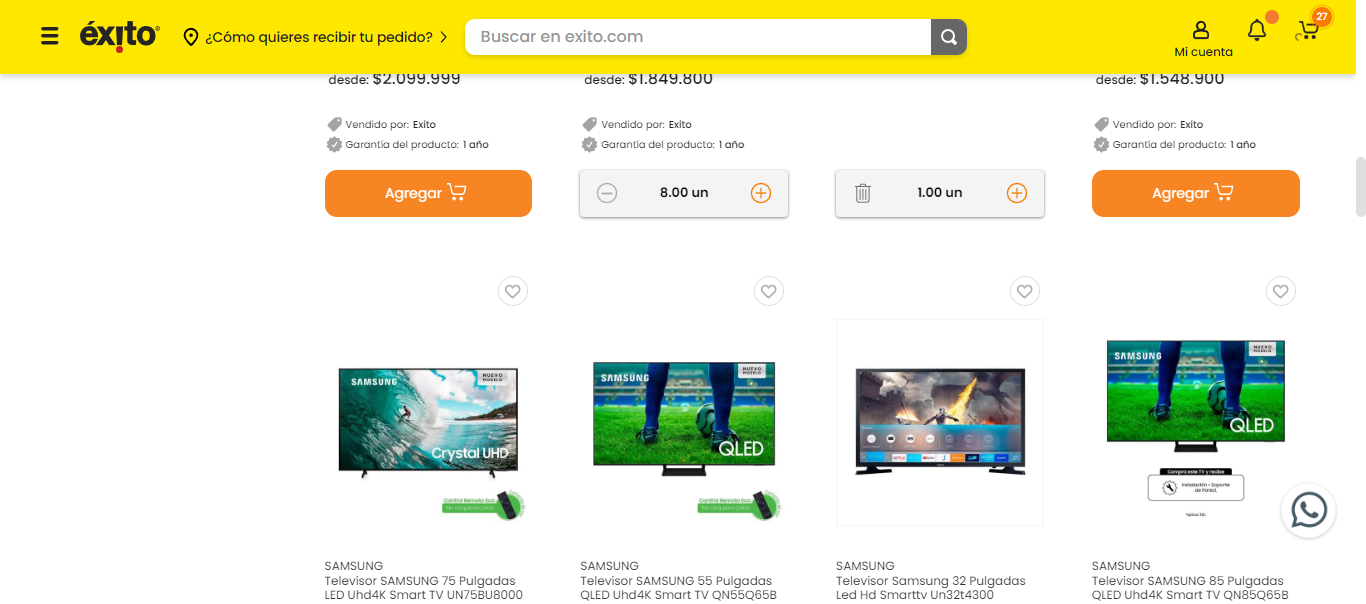 éxito
¿Cómo quieres recibir tu pedido?
Buscar en exito.com
Mi cuenta
27
desde: $2.099.999
desde: $1.849.800
desde: $1.548.900
Vendido por: Exito
Garantía del producto: 1 año
Vendido por: Exito
Garantía del producto: 1 año
Vendido por: Exito
Garantía del producto: 1 año
Agregar
8.00 un
1.00 un
Agregar
SAMSUNG
NUEVO
MODELO
Crystal UHD
Control Remoto Eco
No requiere pilas
SAMSUNG
NUEVO
MODELO
QLED
Control Remoto Eco
No requiere pilas
SAMSUNG
NUEVO
MODELO
QLED
Compra este TV y recibe
Instalación + Soporte
de Pared.
SAMSUNG
Televisor SAMSUNG 75 Pulgadas
LED Uhd4K Smart TV UN75BU8000
SAMSUNG
Televisor SAMSUNG 55 Pulgadas
QLED Uhd4K Smart TV QN55Q65B
SAMSUNG
Televisor Samsung 32 Pulgadas
Led Hd Smarttv Un32t4300
SAMSUNG
Televisor SAMSUNG 85 Pulgadas
QLED Uhd4K Smart TV QN85Q65B